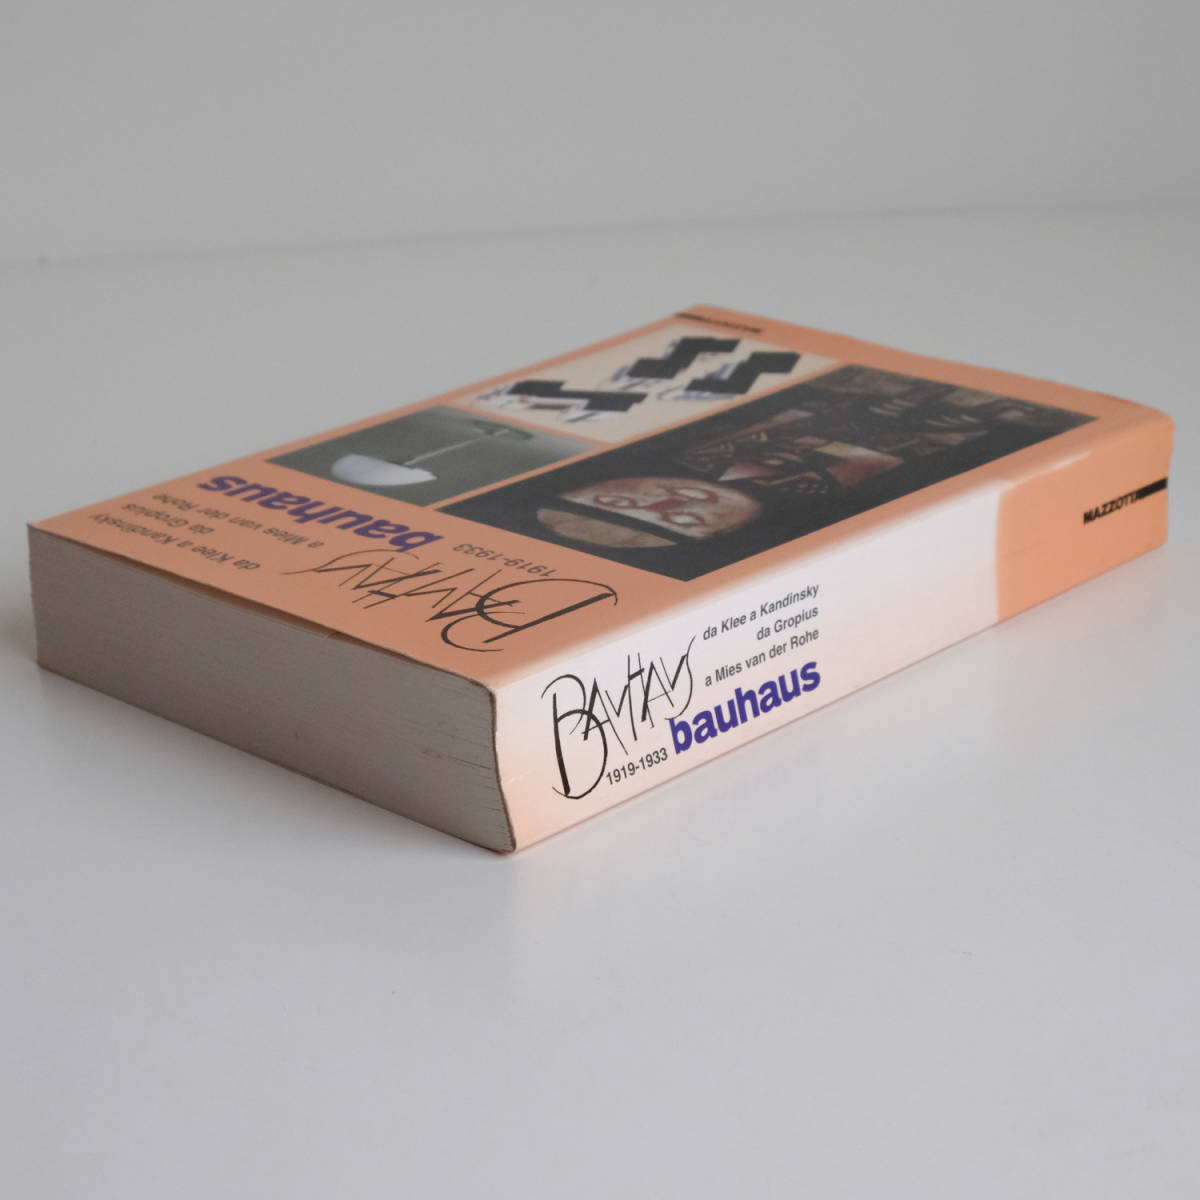 MAZZOTTA
BAUHAUS
1919-1933
bauhaus
da Klee a Kandinsky
da Gropius
a Mies van der Rohe
BAUHAUS
1919-1933
da Klee a Kandinsky
da Gropius
a Mies van der Rohe
bauhaus
MAZZOTTA